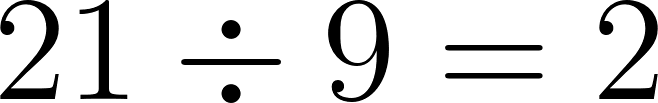 21 ÷ 9 = 2